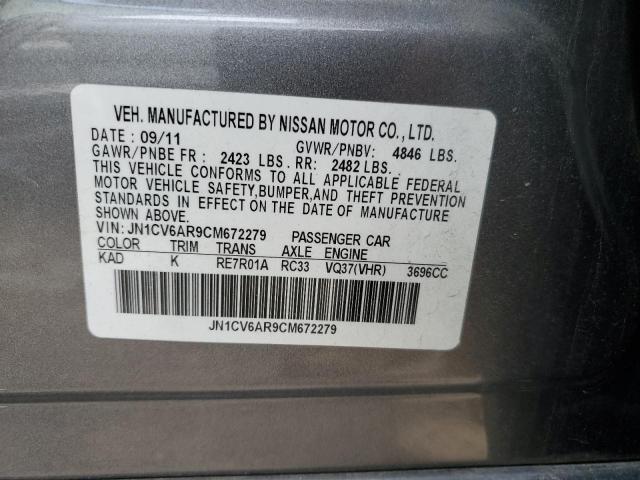 VEH. MANUFACTURED BY NISSAN MOTOR CO., LTD.
DATE : 09/11 GVWR/PNBV: 4846 LBS.
GAWR/PNBE FR : 2423 LBS. RR: 2482 LBS.
THIS VEHICLE CONFORMS TO ALL APPLICABLE FEDERAL
MOTOR VEHICLE SAFETY,BUMPER,AND THEFT PREVENTION
STANDARDS IN EFFECT ON THE DATE OF MANUFACTURE
SHOWN ABOVE.
VIN: JN1CV6AR9CM672279 PASSENGER CAR
COLOR TRIM TRANS AXLE ENGINE
KAD K RE7R01A RC33 VQ37(VHR) 3696CC
JN1CV6AR9CM672279